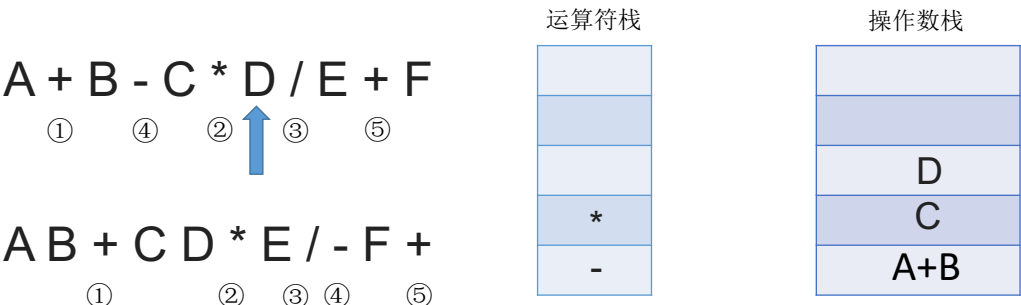 运算符栈
操作数栈
A + B - C * D / E + F
① ④ ② ③ ⑤
A B + C D * E / - F +
① ② ③ ④ ⑤
*
-
D
C
A+B